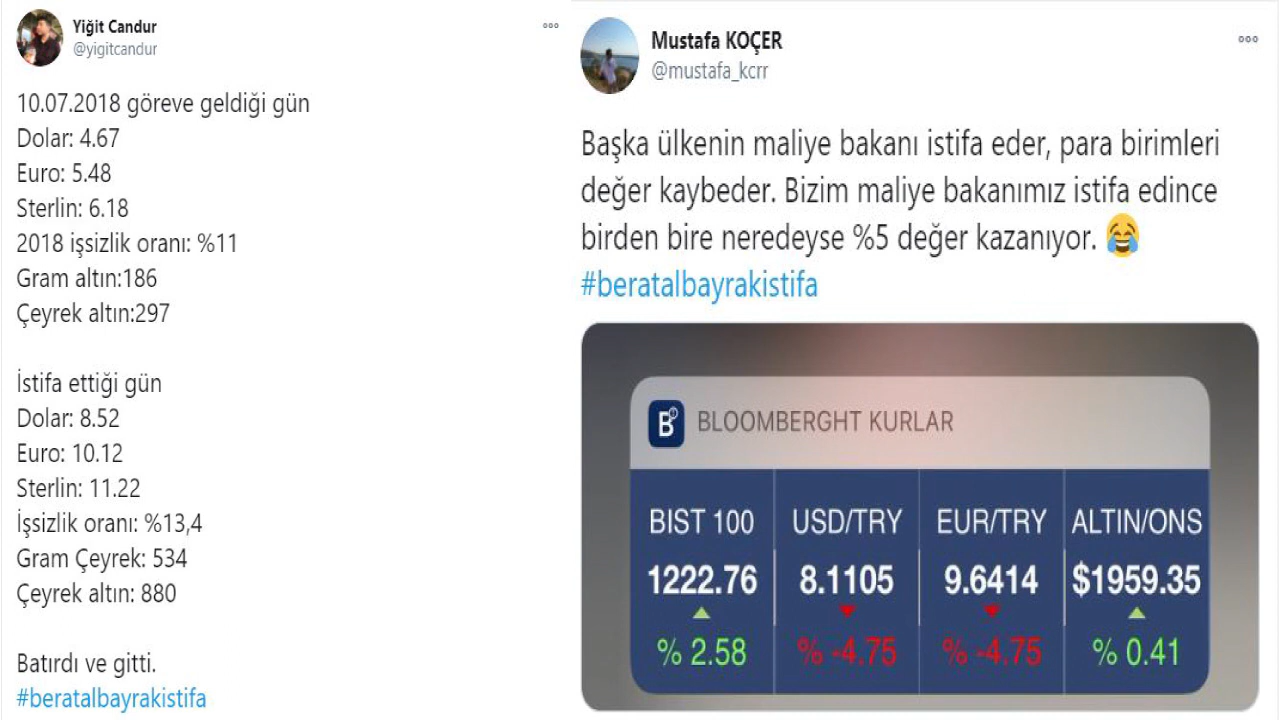 Yiğit Candur
@yigitcandur
10.07.2018 göreve geldiği gün
Dolar: 4.67
Euro: 5.48
Sterlin: 6.18
2018 işsizlik oranı: %11
Gram altın:186
Çeyrek altın:297
İstifa ettiği gün
Dolar: 8.52
Euro: 10.12
Sterlin: 11.22
İşsizlik oranı: %13,4
Gram Çeyrek: 534
Çeyrek altın: 880
Batırdı ve gitti.
#beratalbayrakistifa
Mustafa KOÇER
@mustafa_kcrr
Başka ülkenin maliye bakanı istifa eder, para birimleri
değer kaybeder. Bizim maliye bakanımız istifa edince
birden bire neredeyse %5 değer kazanıyor. 😂
#beratalbayrakistifa
B
BLOOMBERGHT KURLAR
BIST 100 USD/TRY EUR/TRY ALTIN/ONS
1222.76 8.1105 9.6414 $1959.35
% 2.58 % -4.75 % -4.75 % 0.41